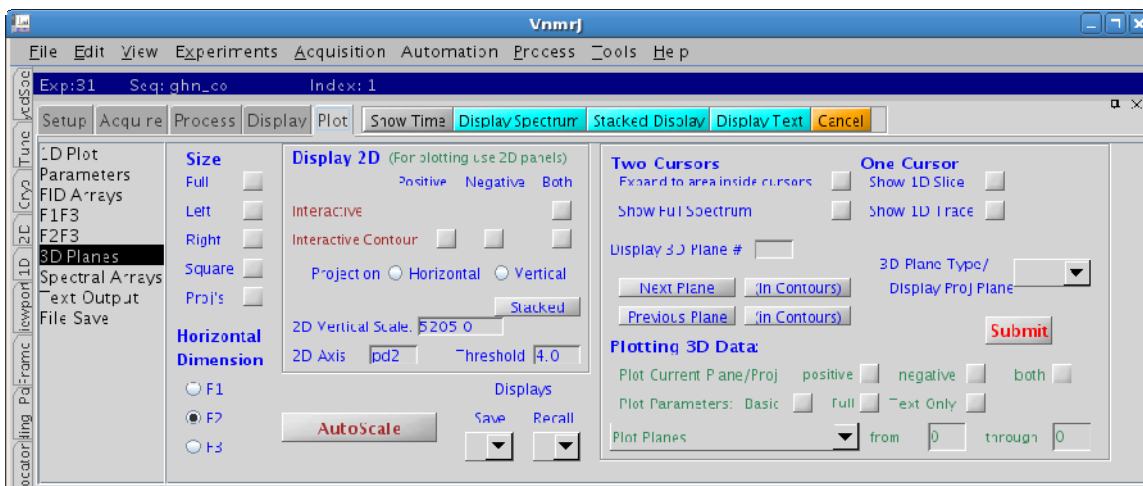 VnmrJ
File Edit View Experiments Acquisition Automation Process Tools Help
Exp:31 Seq: ghn_co Index: 1
Setup Acquire Process Display Plot Show Time Display Spectrum Stacked Display Display Text Cancel
1D Plot
Parameters
FID Arrays
F1F3
F2F3
3D Planes
Spectral Arrays
Text Output
File Save
Tune
Cryo
2D
1D
Frame
Size
Full
Left
Right
Square
Proj's
Horizontal
Dimension
F1
F2
F3
Display 2D (For plotting use 2D panels)
Positive Negative Both
Interactive
Interactive Contour
Projection Horizontal Vertical
Stacked
2D Vertical Scale: 5205.0
2D Axis pd2 Threshold 4.0
AutoScale
Displays
Save Recall
Two Cursors
Expand to area inside cursors
Show Full Spectrum
One Cursor
Show 1D Slice
Show 1D Trace
Display 3D Plane #
Next Plane (in Contours)
Previous Plane (in Contours)
3D Plane Type/
Display Proj Plane
Submit
Plotting 3D Data:
Plot Current Plane/Proj positive negative both
Plot Parameters: Basic Full Text Only
Plot Planes from 0 through 0